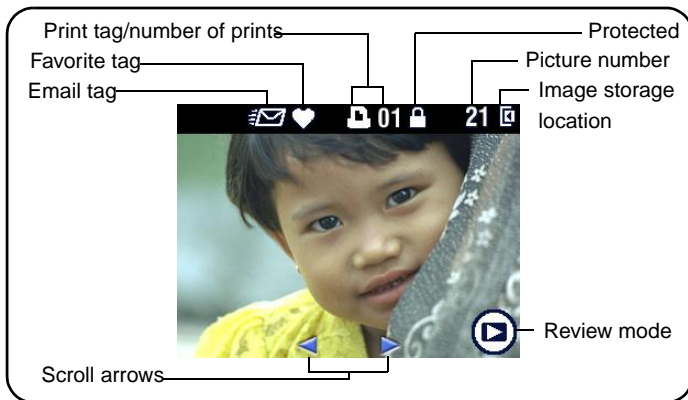 Print tag/number of prints
Protected
Favorite tag
Picture number
Email tag
Image storage
location
01
21
Review mode
Scroll arrows